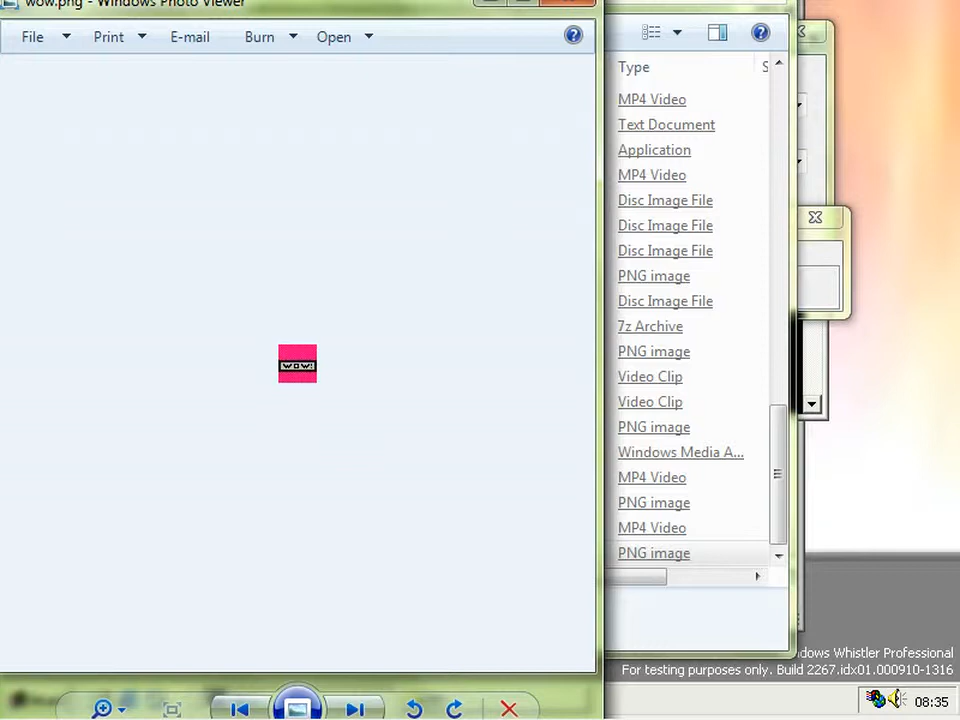 wow.png - Windows Photo Viewer
File Print E-mail Burn Open
WOW!
Type S
MP4 Video
Text Document
Application
MP4 Video
Disc Image File
Disc Image File
Disc Image File
PNG image
Disc Image File
7z Archive
PNG image
Video Clip
Video Clip
PNG image
Windows Media A...
MP4 Video
PNG image
MP4 Video
PNG image
dows Whistler Professional
For testing purposes only. Build 2267.idx01.000910-1316
08:35